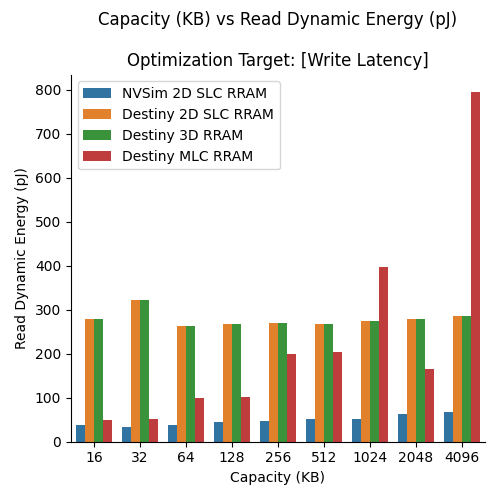 Capacity (KB) vs Read Dynamic Energy (pJ)
Optimization Target: [Write Latency]
NVSim 2D SLC RRAM
Destiny 2D SLC RRAM
Destiny 3D RRAM
Destiny MLC RRAM
Read Dynamic Energy (pJ)
800
700
600
500
400
300
200
100
0
16 32 64 128 256 512 1024 2048 4096
Capacity (KB)